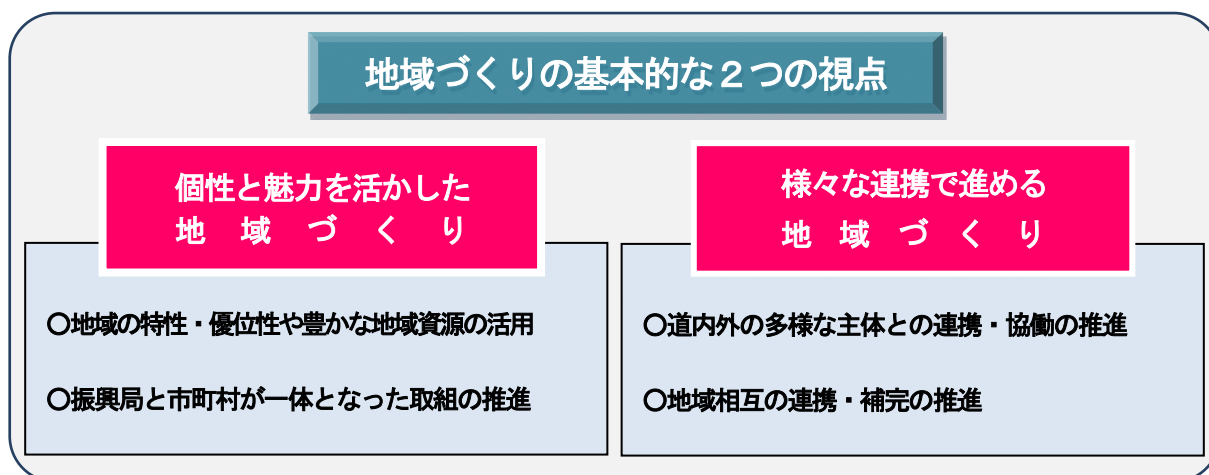 地域づくりの基本的な２つの視点
個性と魅力を活かした
地域づくり
〇地域の特性・優位性や豊かな地域資源の活用
〇振興局と市町村が一体となった取組の推進
様々な連携で進める
地域づくり
〇道内外の多様な主体との連携・協働の推進
〇地域相互の連携・補完の推進